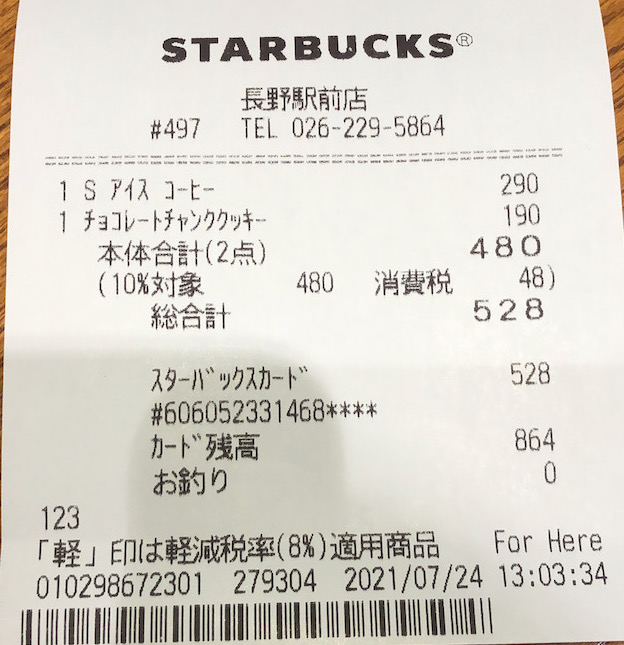 STARBUCKS®
長野駅前店
#497 TEL 026-229-5864
1 S アイス コーヒー 290
1 チョコレートチャンククッキー 190
本体合計(2点) 480
(10%対象 480 消費税 48)
総合計 528
スターバックスカード 528
#606052331468****
カード残高 864
お釣り 0
123
「軽」印は軽減税率(8%)適用商品 For Here
010298672301 279304 2021/07/24 13:03:34